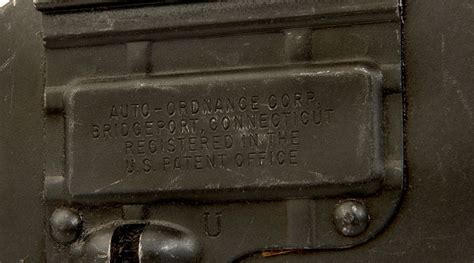 AUTO-ORDNANCE CORP.
BRIDGEPORT, CONNECTICUT
REGISTERED IN THE
U.S. PATENT OFFICE
U